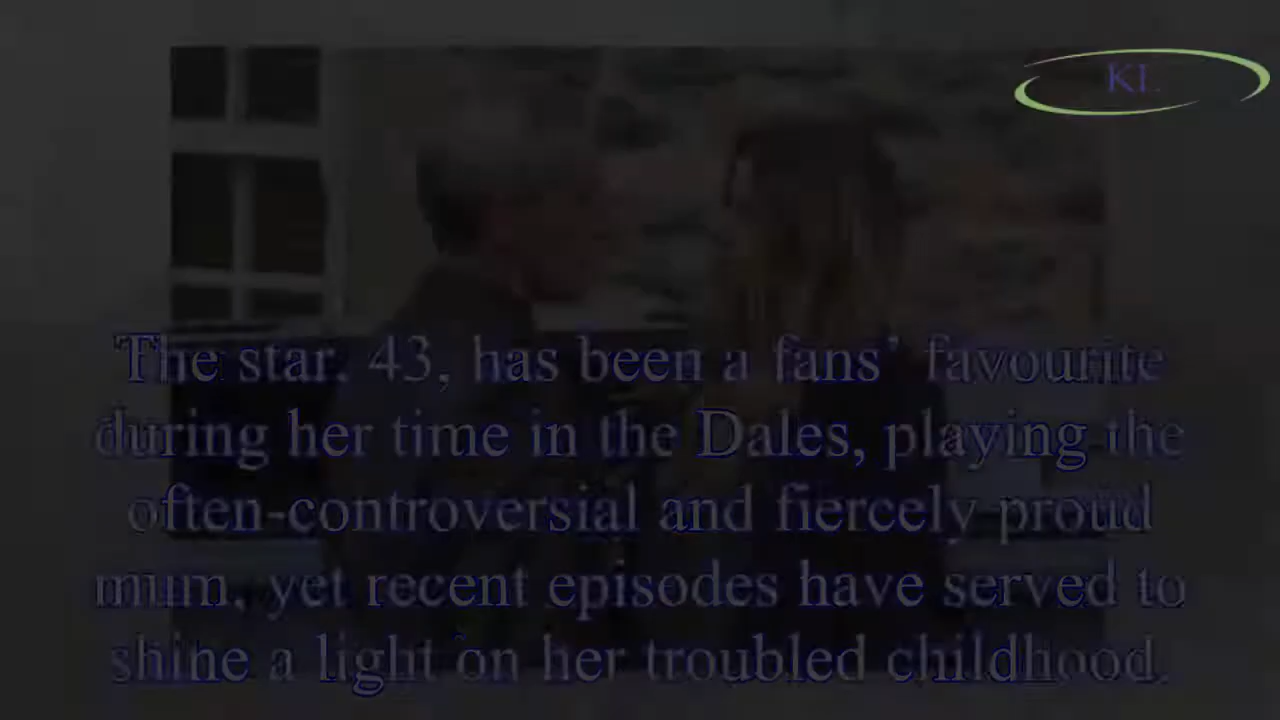 KL
The star, 43, has been a fans’ favourite
during her time in the Dales, playing the
often-controversial and fiercely proud
mum, yet recent episodes have served to
shine a light on her troubled childhood.